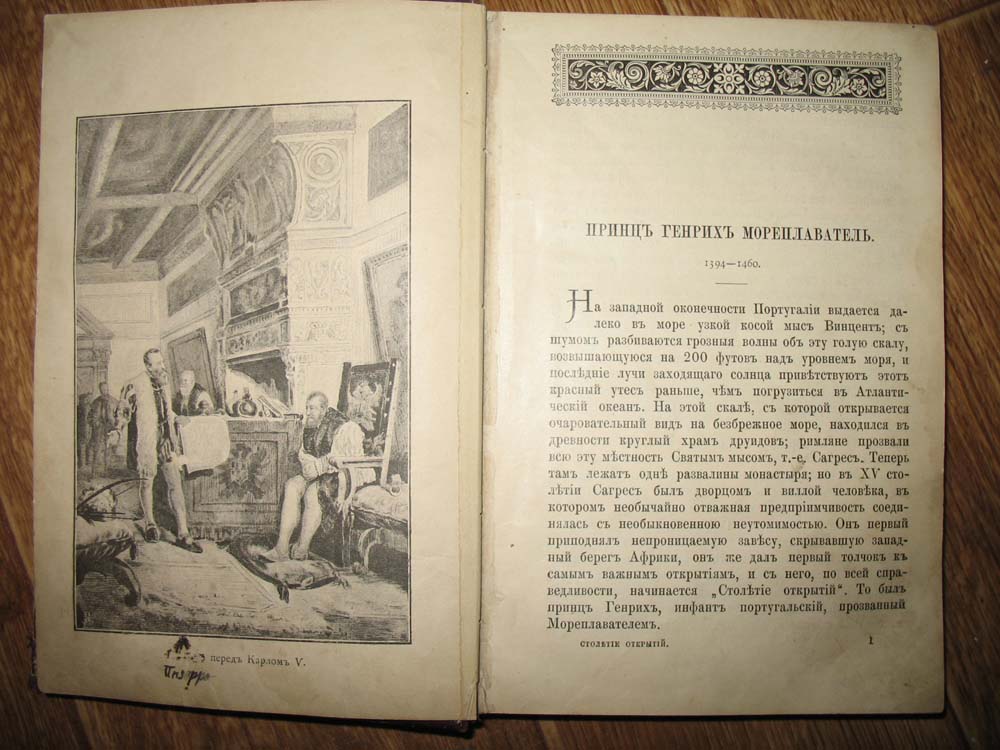 передъ Карломъ V.
ПРИНЦЪ ГЕНРИХЪ МОРЕПЛАВАТЕЛЬ.
1394—1460.
На западной оконечности Португаліи выдается да-
леко въ море узкой косой мыс Винцент; съ
шумом разбиваются грозныя волны объ эту голую скалу,
возвышающуюся на 200 футовъ надъ уровнем моря, и
послѣдніе лучи заходящаго солнца привѣтствуютъ этотъ
красный утесъ раньше, чѣмъ погрузиться въ Атланти-
ческій океан. На этой скалѣ, съ которой открывается
очаровательный видъ на безбрежное море, находился въ
древности круглый храм друидовъ; римляне прозвали
всю эту мѣстность Святымъ мысомъ, т.-е. Сагресъ. Теперь
тамъ лежатъ однѣ развалины монастыря; но въ XV сто-
лѣтіи Сагрес былъ дворцомъ и виллой человѣка, въ
которомъ необычайно отважная предпріимчивость соеди-
нялась съ необыкновенною неутомимостью. Онъ первый
приподнялъ непроницаемую завѣсу, скрывавшую запад-
ный берегъ Африки, онъ же далъ первый толчокъ къ
самымъ важнымъ открытіямъ, и съ него, по всей спра-
ведливости, начинается „Столѣтіе открытій“. То былъ
принцъ Генрихъ, инфантъ португальскій, прозванный
Мореплавателемъ.
СТОЛѢТІЕ ОТКРЫТІЙ. 1